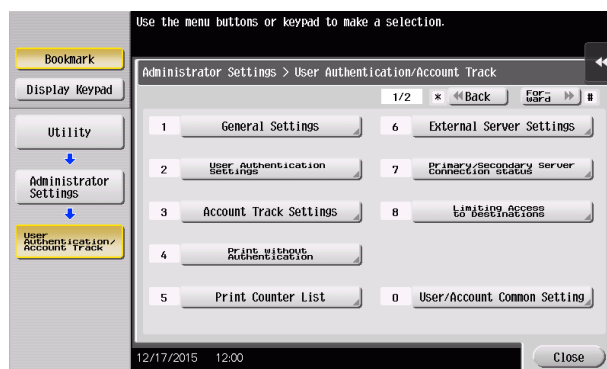 Use the menu buttons or keypad to make a selection.
Bookmark
Display Keypad
Utility
Administrator
Settings
User
Authentication/
Account Track
Administrator Settings > User Authentication/Account Track
1/2 * Back For-
ward #
1 General Settings
2 User Authentication
Settings
3 Account Track Settings
4 Print without
Authentication
5 Print Counter List
6 External Server Settings
7 Primary/Secondary Server
Connection status
8 Limiting Access
to Destinations
0 User/Account Common Setting
12/17/2015 12:00
Close